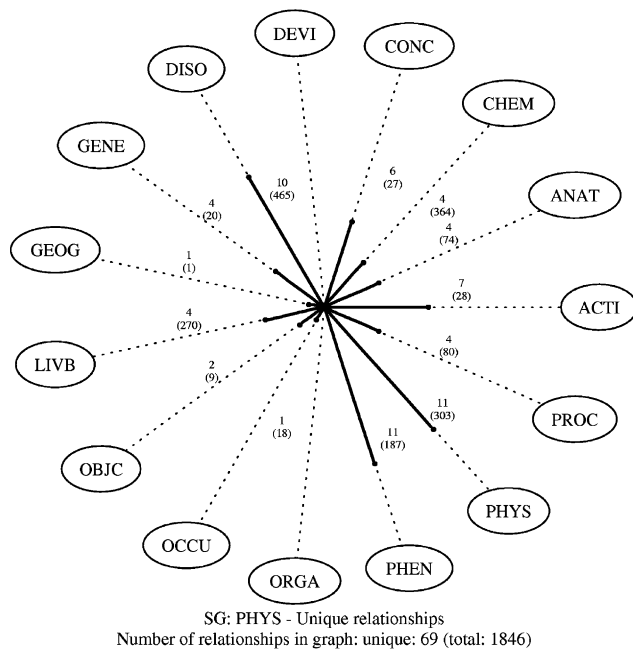 DEVI
CONC
DISO
CHEM
GENE
10
(465)
6
(27)
4
(364)
ANAT
4
(20)
4
(74)
GEOG
1
(1)
7
(28)
ACTI
4
(270)
4
(80)
LIVB
2
(9)
PROC
11
(303)
1
(18)
11
(187)
OBJC
PHYS
OCCU
ORGA
PHEN
SG: PHYS - Unique relationships
Number of relationships in graph: unique: 69 (total: 1846)